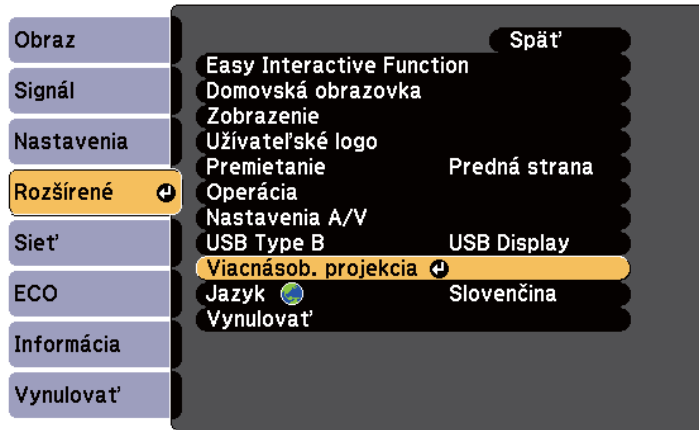 Obraz
Signál
Nastavenia
Rozšírené
Sieť
ECO
Informácia
Vynulovať
Späť
Easy Interactive Function
Domovská obrazovka
Zobrazenie
Užívateľské logo
Premietanie Predná strana
Operácia
Nastavenia A/V
USB Type B USB Display
Viacnásob. projekcia
Jazyk Slovenčina
Vynulovať